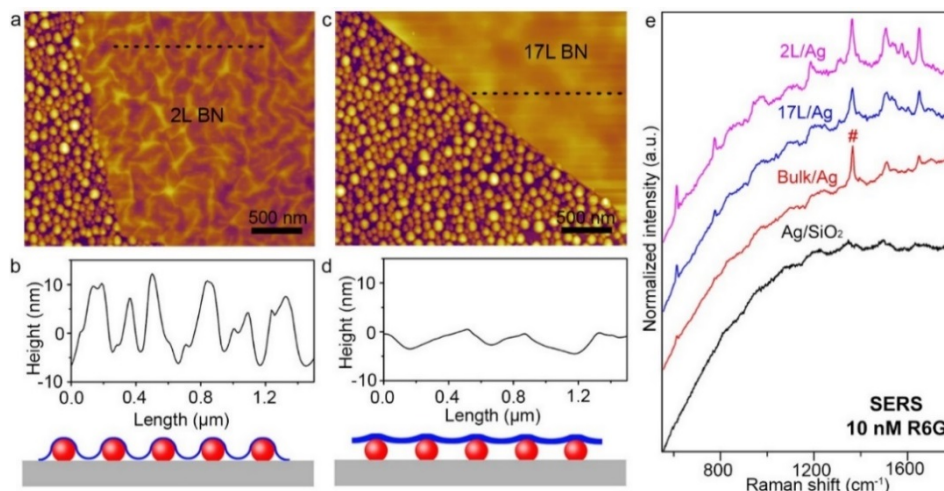 a
2L BN
500 nm
c
17L BN
500 nm
b
Height (nm)
10
0
-10
0.0 0.4 0.8 1.2
Length (µm)
d
Height (nm)
10
0
-10
0.0 0.4 0.8 1.2
Length (µm)
e
Normalized intensity (a.u.)
2L/Ag
17L/Ag
#
Bulk/Ag
Ag/SiO₂
SERS
10 nM R6G
800 1200 1600
Raman shift (cm⁻¹)